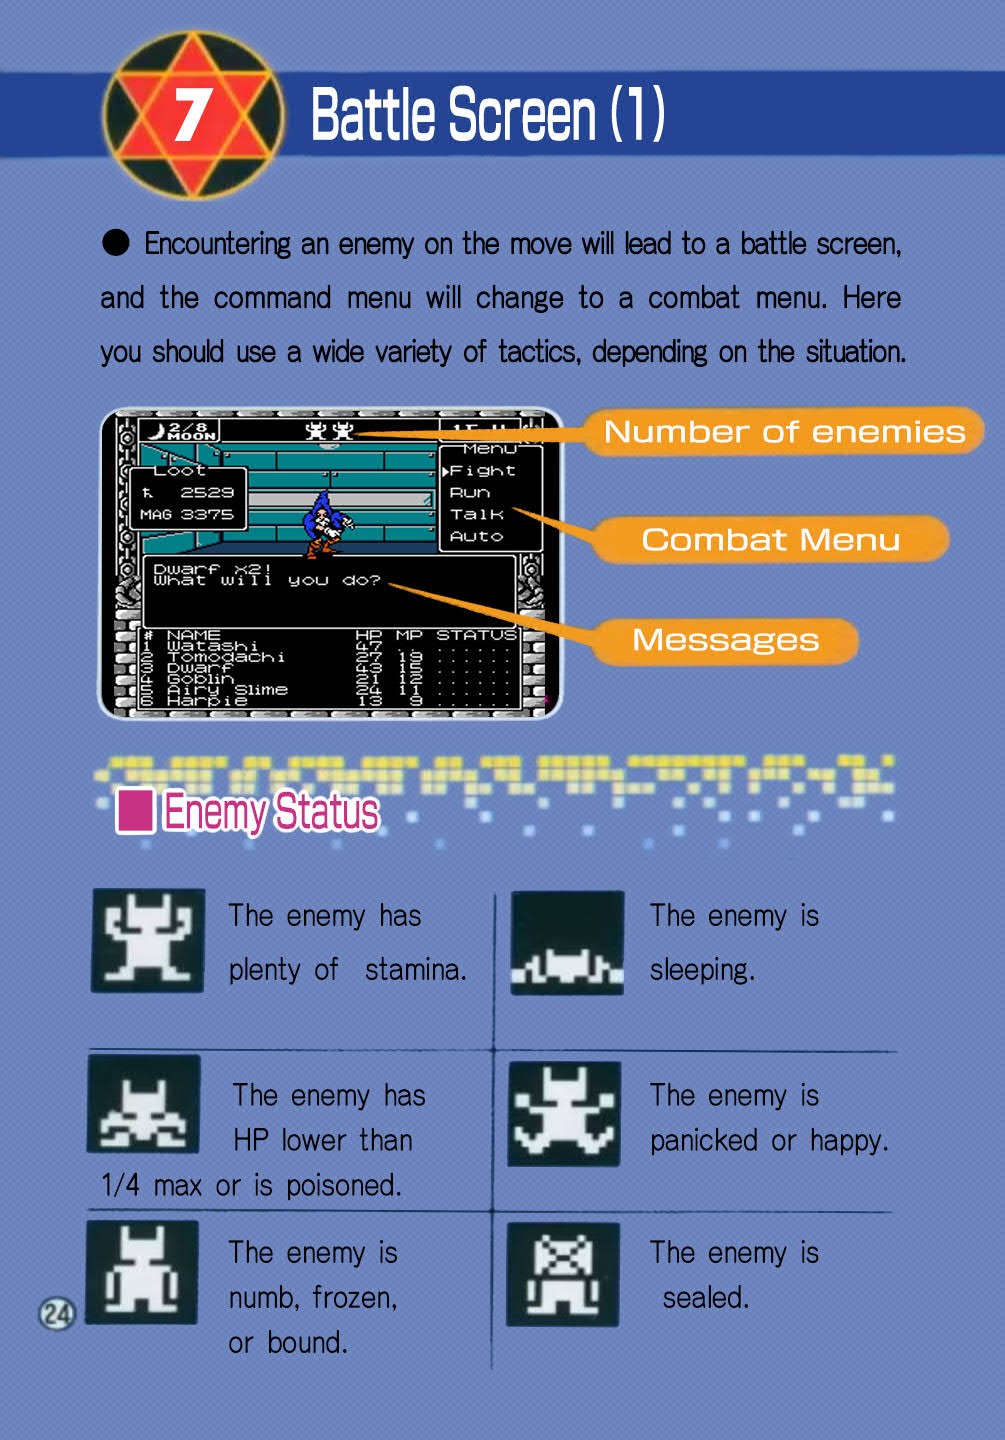 7
Battle Screen (1)
● Encountering an enemy on the move will lead to a battle screen,
and the command menu will change to a combat menu. Here
you should use a wide variety of tactics, depending on the situation.
2/8
MOON
Loot
2529
MAG 3375
Menu
Fight
Run
Talk
Auto
Dwarf x2!
What will you do?
# NAME HP MP STATUS
1 Watashi 47 . ......
2 Tomodachi 27 19 ......
3 Dwarf 43 15 ......
4 Goblin 21 12 ......
5 Airy Slime 24 11 ......
6 Harpie 13 9 ......
Number of enemies
Combat Menu
Messages
Enemy Status
The enemy has
plenty of stamina.
The enemy is
sleeping.
The enemy has
HP lower than
1/4 max or is poisoned.
The enemy is
panicked or happy.
The enemy is
numb, frozen,
or bound.
The enemy is
sealed.
24